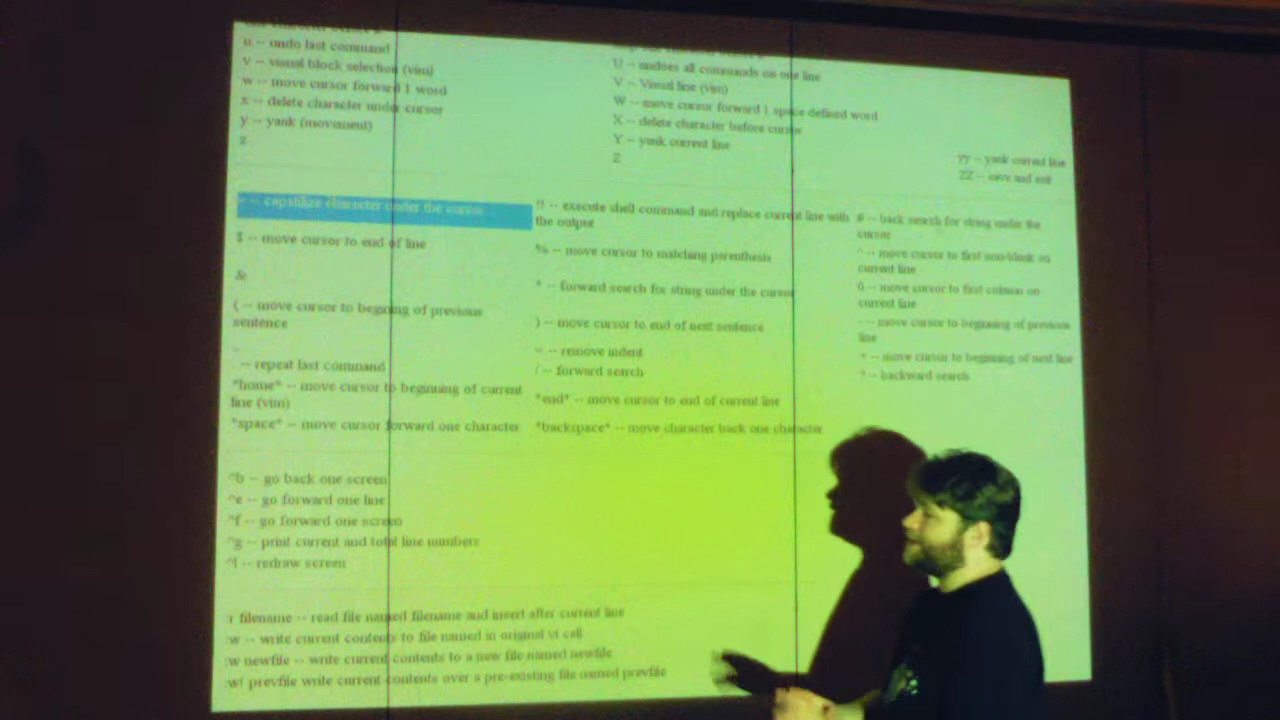 u -- undo last command
v -- visual block selection (vim)
w -- move cursor forward 1 word
x -- delete character under cursor
y -- yank (movement)
z
U -- undoes all commands on one line
V -- Visual line (vim)
W -- move cursor forward 1 space defined word
X -- delete character before cursor
Y -- yank current line
Z
yy -- yank current line
ZZ -- save and exit
-- capatilize character under the cursor
$ -- move cursor to end of line
&
( -- move cursor to begining of previous
sentence
-- repeat last command
*home* -- move cursor to beginning of current
line (vim)
*space* -- move cursor forward one character
!! -- execute shell command and replace current line with
the output
% -- move cursor to matching parenthesis
* -- forward search for string under the cursor
) -- move cursor to end of next sentence
-- remove indent
/ -- forward search
*end* -- move cursor to end of current line
*backspace* -- move character back one character
# -- back search for string under the
cursor
^ -- move cursor to first non-blank on
current line
0 -- move cursor to first column on
current line
- -- move cursor to beginning of previous
line
+ -- move cursor to beginning of next line
? -- backward search
^b -- go back one screen
^e -- go forward one line
^f -- go forward one screen
^g -- print current and total line numbers
^l -- redraw screen
:r filename -- read file named filename and insert after current line
:w -- write current contents to file named in original vi call
:w newfile -- write current contents to a new file named newfile
:w! prevfile write current contents over a pre-existing file named prevfile